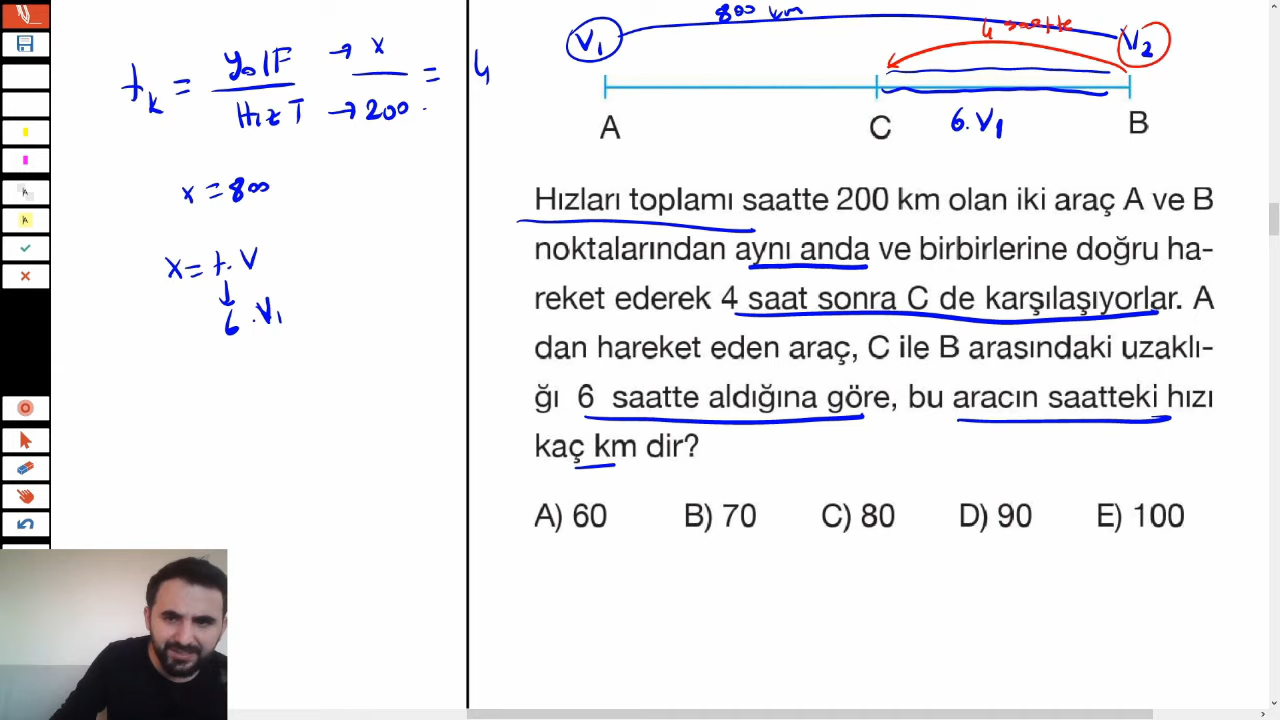 800 km
V1
4 saatte
V2
tk = yol F / Hız T → x / → 200 = 4
A
C
6.V1
B
x = 800
x = t.V
6.V1
Hızları toplamı saatte 200 km olan iki araç A ve B
noktalarından aynı anda ve birbirlerine doğru ha-
reket ederek 4 saat sonra C de karşılaşıyorlar. A
dan hareket eden araç, C ile B arasındaki uzaklı-
ğı 6 saatte aldığına göre, bu aracın saatteki hızı
kaç km dir?
A) 60 B) 70 C) 80 D) 90 E) 100